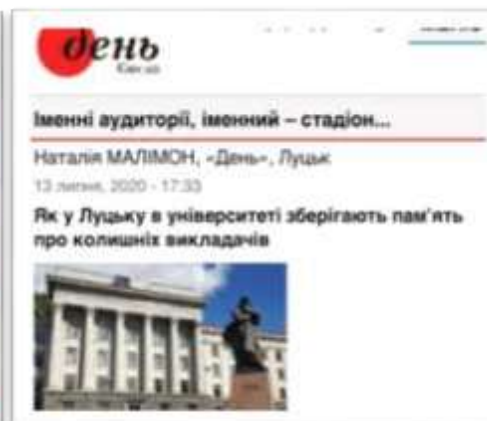 день
Іменні аудиторії, іменний – стадіон...
Наталія МАЛІМОН, «День», Луцьк
13 липня, 2020 - 17:33
Як у Луцьку в університеті зберігають пам'ять
про колишніх викладачів